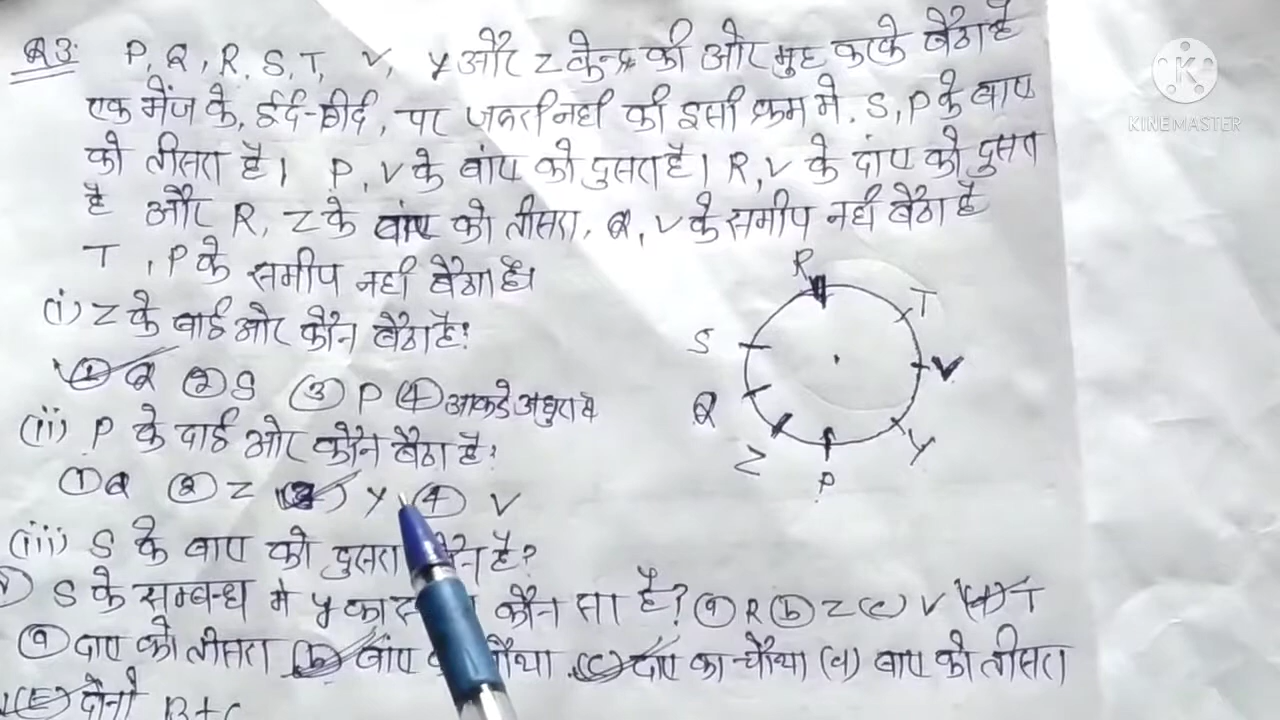 Q3. P, Q, R, S, T, V, Y और Z केन्द्र की ओर मुह करके बैठा है
एक मेज के, ईर्द-बीर्द, पर जरुरी नही की इसी क्रम मे. S, P के बाए
को तीसरा है। P, V के बांए को दुसरा है। R, V के दांए को दुसरा
है और R, Z के बांए को तीसरा, Q, V के समीप नहीं बैठा है
T, P के समीप नहीं बैठा है।
(i) Z के बाई ओर कौन बैठा है?
① Q ② S ③ P ④ आकडे अधुरा है
(ii) P के दाई ओर कौन बैठा है?
① Q ② Z ③ Y ④ V
(iii) S के बाए को दुसरा कौन है?
S के सम्बन्ध मे Y का कौन सा है? ⓐ R ⓑ Z ⓒ V T
ⓐ दाए को तीसरा ⓑ बांए चौथा ⓒ दाए का चौथा (d) बाए को तीसरा
(E) दोनो B+C
R
T
S
V
Q
Y
Z
P
K
KINEMASTER